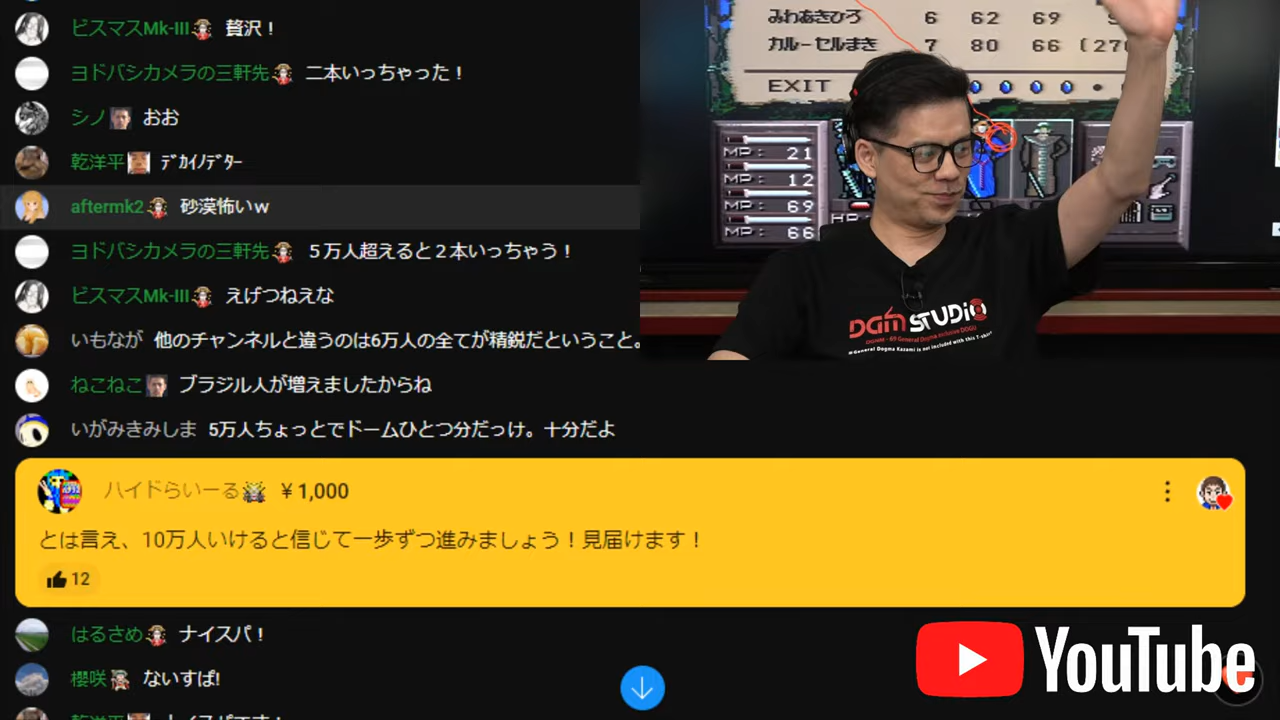 ビスマスMk-III 贅沢！
ヨドバシカメラの三軒先 二本いっちゃった！
シノ おお
乾洋平 ﾃﾞｶｲﾉﾃﾞﾀｰ
aftermk2 砂漠怖いｗ
ヨドバシカメラの三軒先 ５万人超えると２本いっちゃう！
ビスマスMk-III えげつねえな
いもなが 他のチャンネルと違うのは6万人の全てが精鋭だということ。
ねこねこ ブラジル人が増えましたからね
いがみきみしま 5万人ちょっとでドームひとつ分だっけ。十分だよ
ハイドらいーる ￥1,000
とは言え、10万人いけると信じて一歩ずつ進みましょう！見届けます！
12
はるさめ ナイスパ！
櫻咲 ないすぱ!
みわあきひろ 6 62 69
カルーセルまき 7 80 66
EXIT
MP: 21
MP: 12
MP: 69
MP: 66
HP:
DGM STUDiO
#General Dogma Kazami is not included with this T-shirt
YouTube